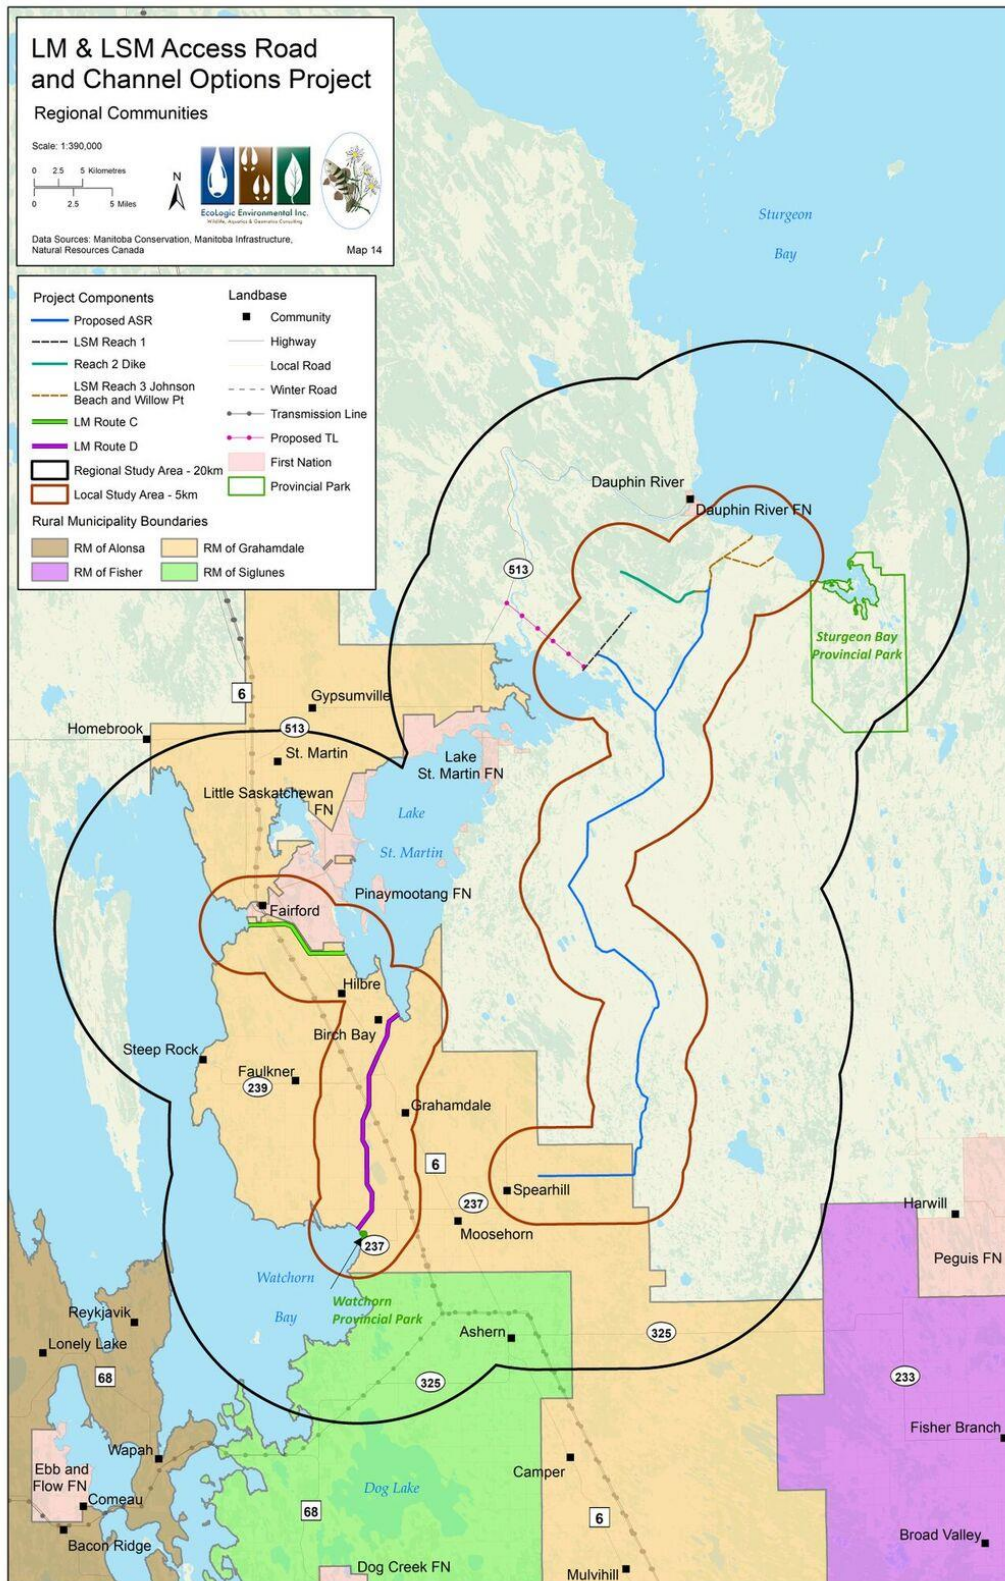 LM & LSM Access Road
and Channel Options Project
Regional Communities
Scale: 1:390,000
0 2.5 5 Kilometres
0 2.5 5 Miles
N
EcoLogic Environmental Inc.
Wildlife, Aquatics & Geomatics Consulting
Data Sources: Manitoba Conservation, Manitoba Infrastructure,
Natural Resources Canada
Map 14
Project Components
Proposed ASR
LSM Reach 1
Reach 2 Dike
LSM Reach 3 Johnson
Beach and Willow Pt
LM Route C
LM Route D
Regional Study Area - 20km
Local Study Area - 5km
Landbase
Community
Highway
Local Road
Winter Road
Transmission Line
Proposed TL
First Nation
Provincial Park
Rural Municipality Boundaries
RM of Alonsa
RM of Grahamdale
RM of Fisher
RM of Siglunes
Sturgeon
Bay
Dauphin River
Dauphin River FN
513
Sturgeon Bay
Provincial Park
6
Gypsumville
Homebrook
513
St. Martin
Lake
St. Martin FN
Little Saskatchewan
FN
Lake
St. Martin
Pinaymootang FN
Fairford
Hilbre
Birch Bay
Steep Rock
Faulkner
239
Grahamdale
6
Spearhill
237
Moosehorn
237
Harwill
Peguis FN
Watchorn
Bay
Watchorn
Provincial Park
Reykjavik
Lonely Lake
68
Ashern
325
325
233
Fisher Branch
Wapah
Ebb and
Flow FN
Comeau
Bacon Ridge
Dog Lake
68
Camper
6
Broad Valley
Dog Creek FN
Mulvihill